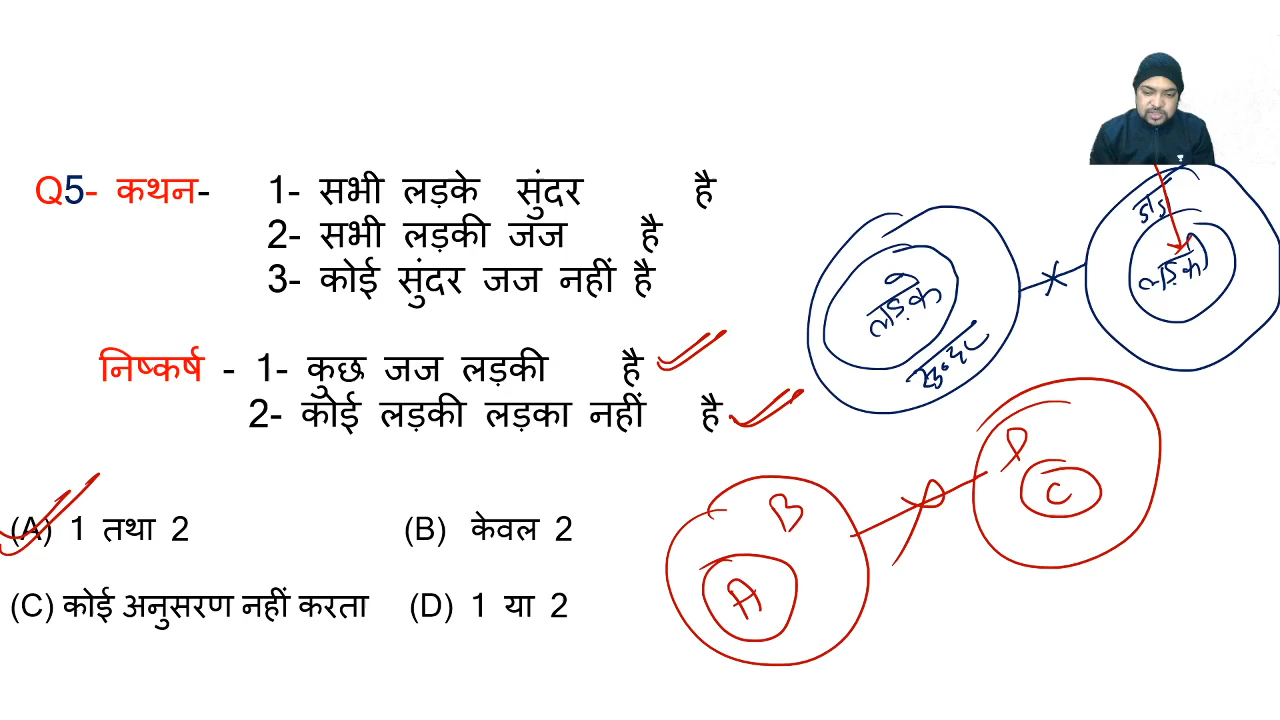 Q5- कथन- 1- सभी लड़के सुंदर है
2- सभी लड़की जज है
3- कोई सुंदर जज नहीं है
निष्कर्ष - 1- कुछ जज लड़की है
2- कोई लड़की लड़का नहीं है
(A) 1 तथा 2 (B) केवल 2
(C) कोई अनुसरण नहीं करता (D) 1 या 2
लड़के
सुन्दर
जज
लड़की
B
A
D
C